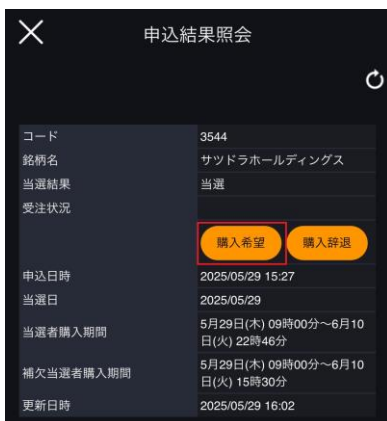 申込結果照会
コード 3544
銘柄名 サツドラホールディングス
当選結果 当選
受注状況
購入希望 購入辞退
申込日時 2025/05/29 15:27
当選日 2025/05/29
当選者購入期間 5月29日(木) 09時00分～6月10
日(火) 22時46分
補欠当選者購入期間 5月29日(木) 09時00分～6月10
日(火) 15時30分
更新日時 2025/05/29 16:02